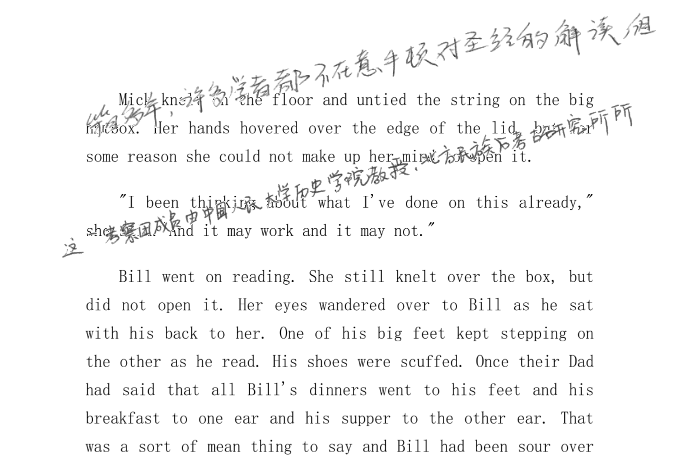 多年,许多学者都不在意牛顿对圣经的解读,但
Mick knelt on the floor and untied the string on the big
hatbox. Her hands hovered over the edge of the lid, but for
some reason she could not make up her mind to open it.
这一考察团成员由中国人民大学历史学院教授、北方民族考古研究所所
"I been thinking about what I've done on this already,"
she said. "And it may work and it may not."
Bill went on reading. She still knelt over the box, but
did not open it. Her eyes wandered over to Bill as he sat
with his back to her. One of his big feet kept stepping on
the other as he read. His shoes were scuffed. Once their Dad
had said that all Bill's dinners went to his feet and his
breakfast to one ear and his supper to the other ear. That
was a sort of mean thing to say and Bill had been sour over